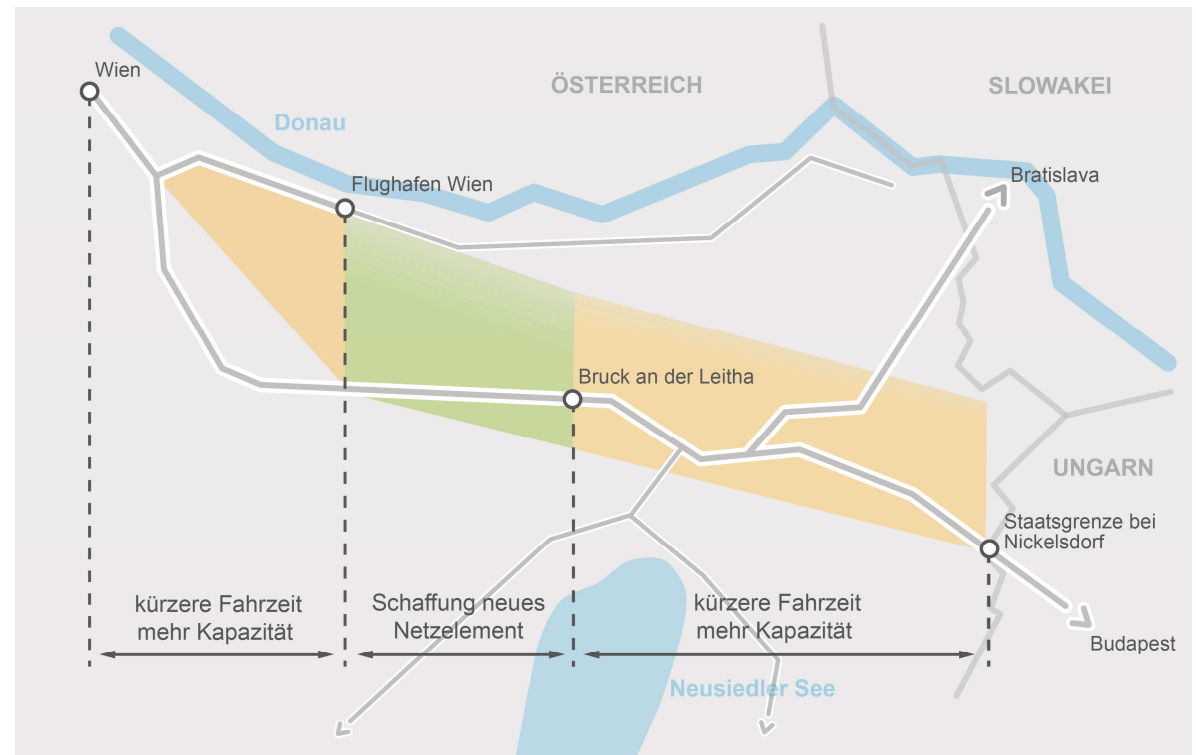 Wien
ÖSTERREICH
SLOWAKEI
Donau
Flughafen Wien
Bratislava
Bruck an der Leitha
UNGARN
Staatsgrenze bei
Nickelsdorf
kürzere Fahrzeit
mehr Kapazität
Schaffung neues
Netzelement
kürzere Fahrzeit
mehr Kapazität
Budapest
Neusiedler See